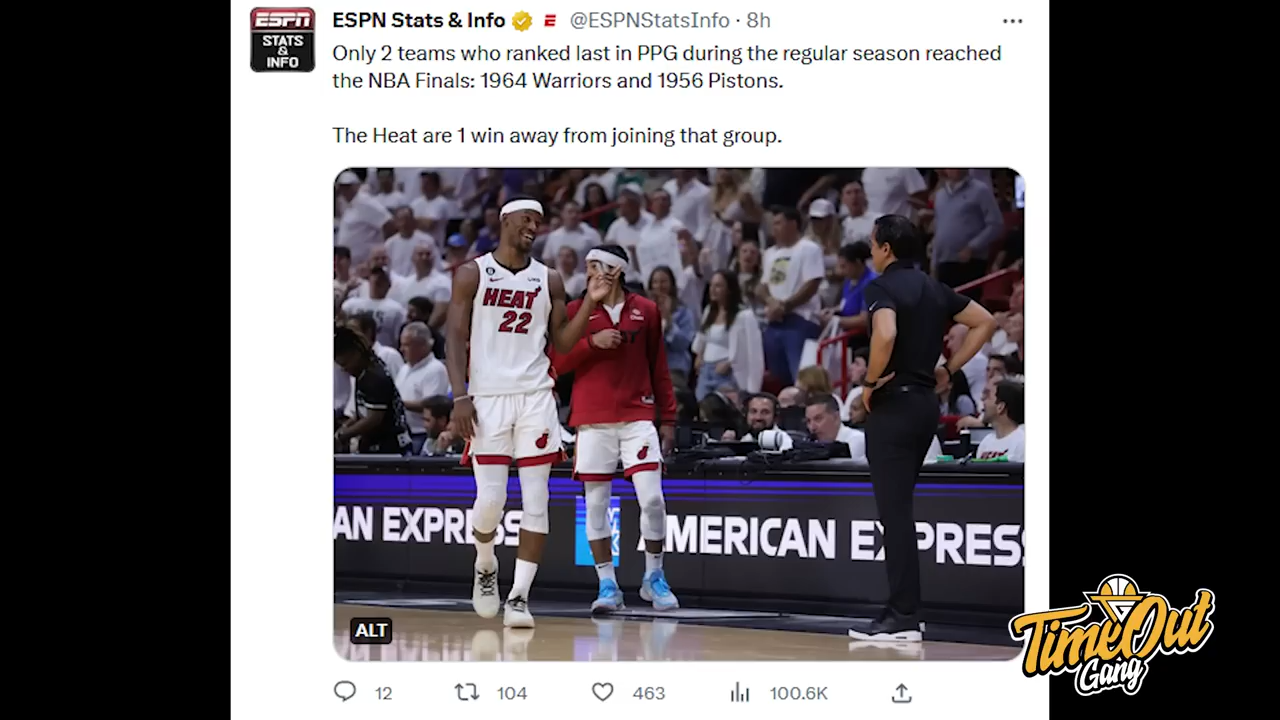 ESPN
STATS
&
INFO
ESPN Stats & Info @ESPNStatsInfo · 8h
Only 2 teams who ranked last in PPG during the regular season reached
the NBA Finals: 1964 Warriors and 1956 Pistons.
The Heat are 1 win away from joining that group.
HEAT
22
AN EXPRESS
AMERICAN EXPRESS
ALT
12 104 463 100.6K
TimeOut
Gang